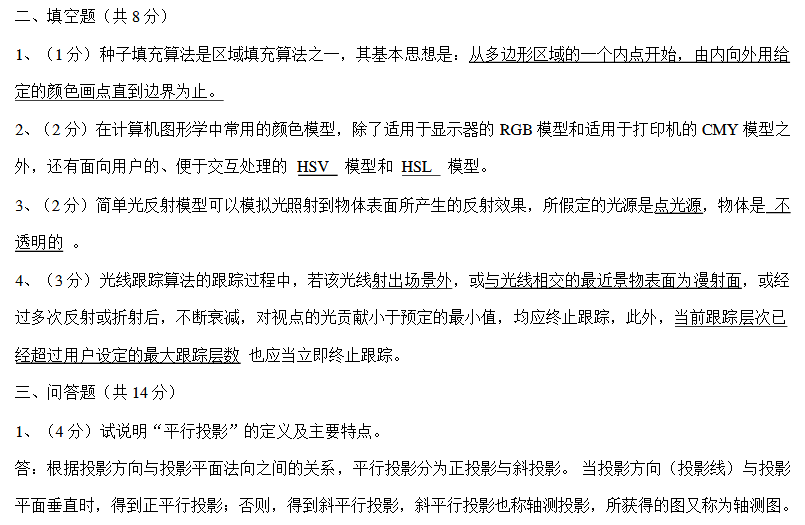 二、填空题（共 8 分）
1、（1 分）种子填充算法是区域填充算法之一，其基本思想是：从多边形区域的一个内点开始，由内向外用给
定的颜色画点直到边界为止。
2、（2 分）在计算机图形学中常用的颜色模型，除了适用于显示器的 RGB 模型和适用于打印机的 CMY 模型之
外，还有面向用户的、便于交互处理的 HSV 模型和 HSL 模型。
3、（2 分）简单光反射模型可以模拟光照射到物体表面所产生的反射效果，所假定的光源是点光源，物体是 不
透明的 。
4、（3 分）光线跟踪算法的跟踪过程中，若该光线射出场景外，或与光线相交的最近景物表面为漫射面，或经
过多次反射或折射后，不断衰减，对视点的光贡献小于预定的最小值，均应终止跟踪，此外，当前跟踪层次已
经超过用户设定的最大跟踪层数 也应当立即终止跟踪。
三、问答题（共 14 分）
1、（4 分）试说明“平行投影”的定义及主要特点。
答：根据投影方向与投影平面法向之间的关系，平行投影分为正投影与斜投影。 当投影方向（投影线）与投影
平面垂直时，得到正平行投影；否则，得到斜平行投影，斜平行投影也称轴测投影，所获得的图又称为轴测图。